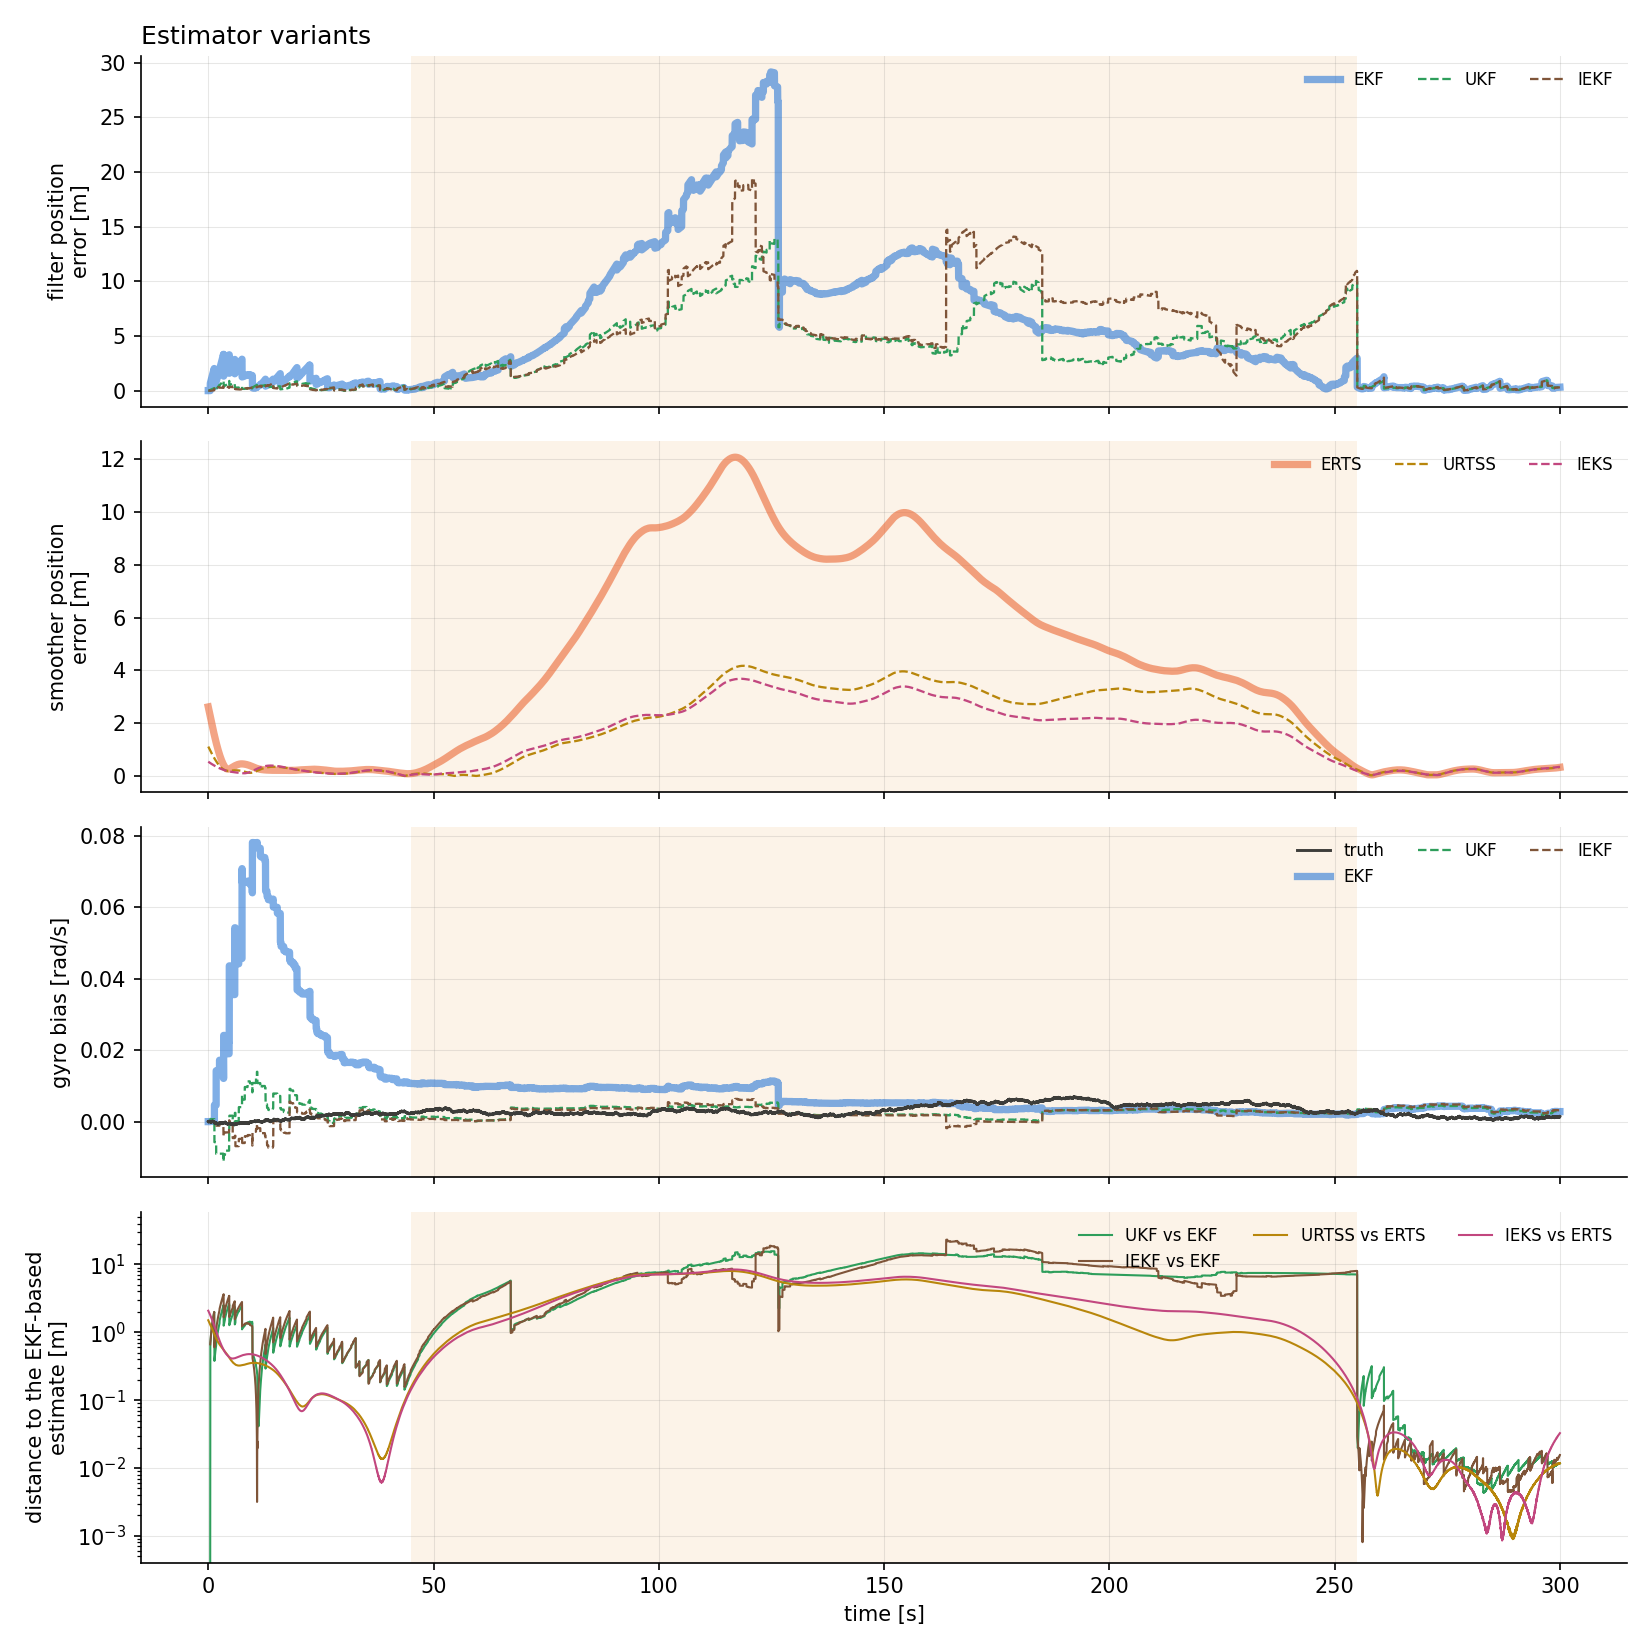 Estimator variants
30
25
20
15
10
5
0
filter position
error [m]
EKF UKF IEKF
12
10
8
6
4
2
0
smoother position
error [m]
ERTS URTSS IEKS
0.08
0.06
0.04
0.02
0.00
gyro bias [rad/s]
truth UKF IEKF
EKF
10^1
10^0
10^-1
10^-2
10^-3
distance to the EKF-based
estimate [m]
UKF vs EKF URTSS vs ERTS IEKS vs ERTS
IEKF vs EKF
0 50 100 150 200 250 300
time [s]